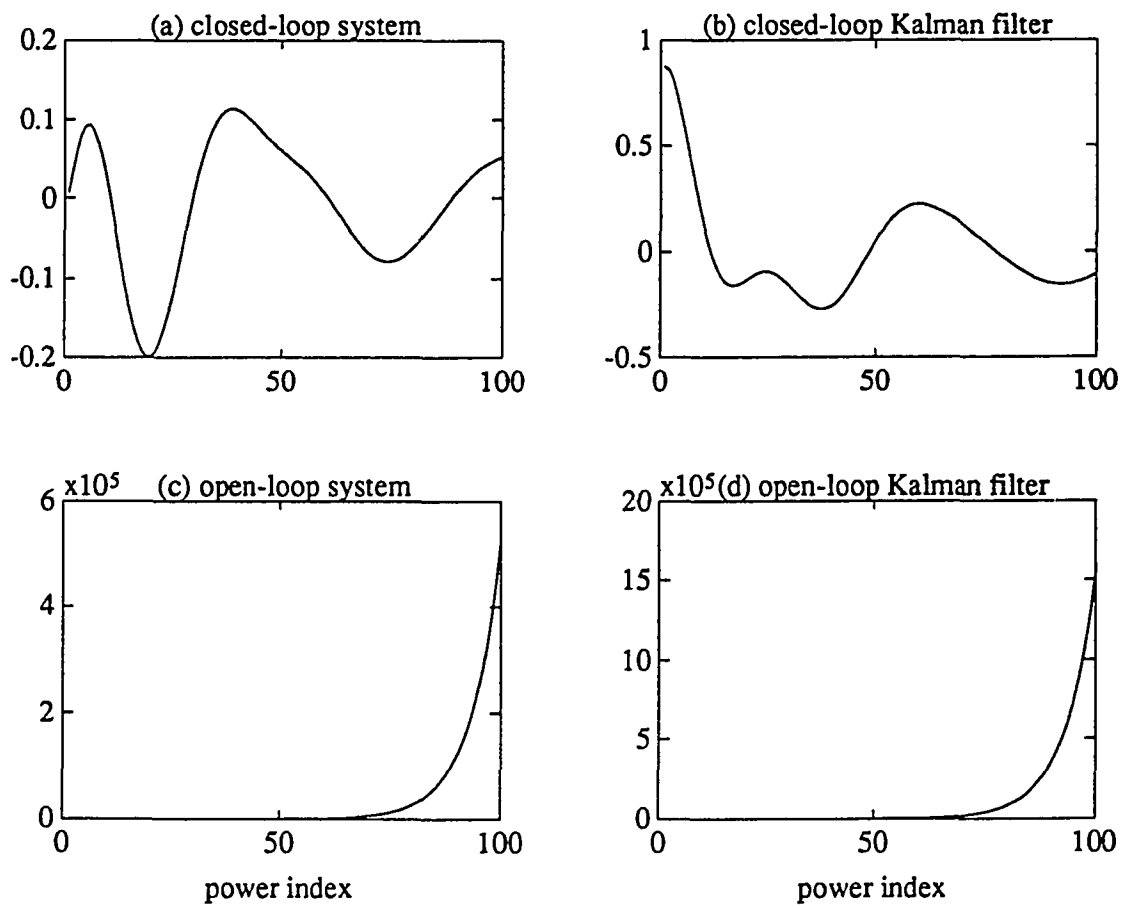 (a) closed-loop system
0.2
0.1
0
-0.1
-0.2
0 50 100
(b) closed-loop Kalman filter
1
0.5
0
-0.5
0 50 100
x10⁵ (c) open-loop system
6
4
2
0
0 50 100
power index
x10⁵(d) open-loop Kalman filter
20
15
10
5
0
0 50 100
power index